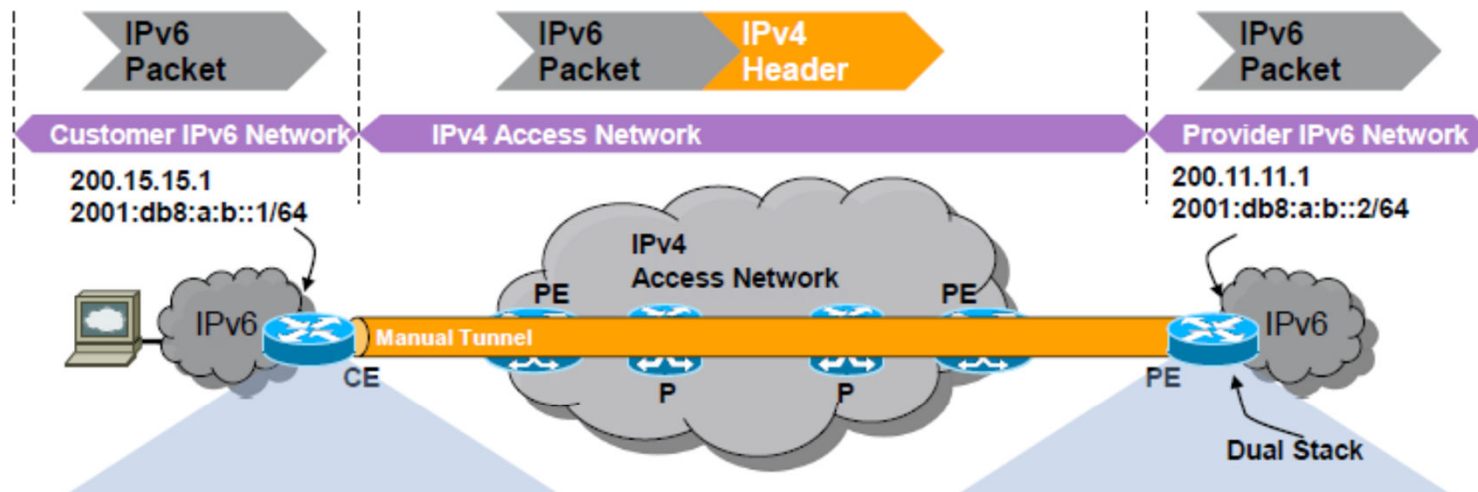 IPv6
Packet
IPv6
Packet
IPv4
Header
IPv6
Packet
Customer IPv6 Network
IPv4 Access Network
Provider IPv6 Network
200.15.15.1
2001:db8:a:b::1/64
200.11.11.1
2001:db8:a:b::2/64
IPv4
Access Network
PE
PE
IPv6
Manual Tunnel
IPv6
CE
P
P
PE
Dual Stack